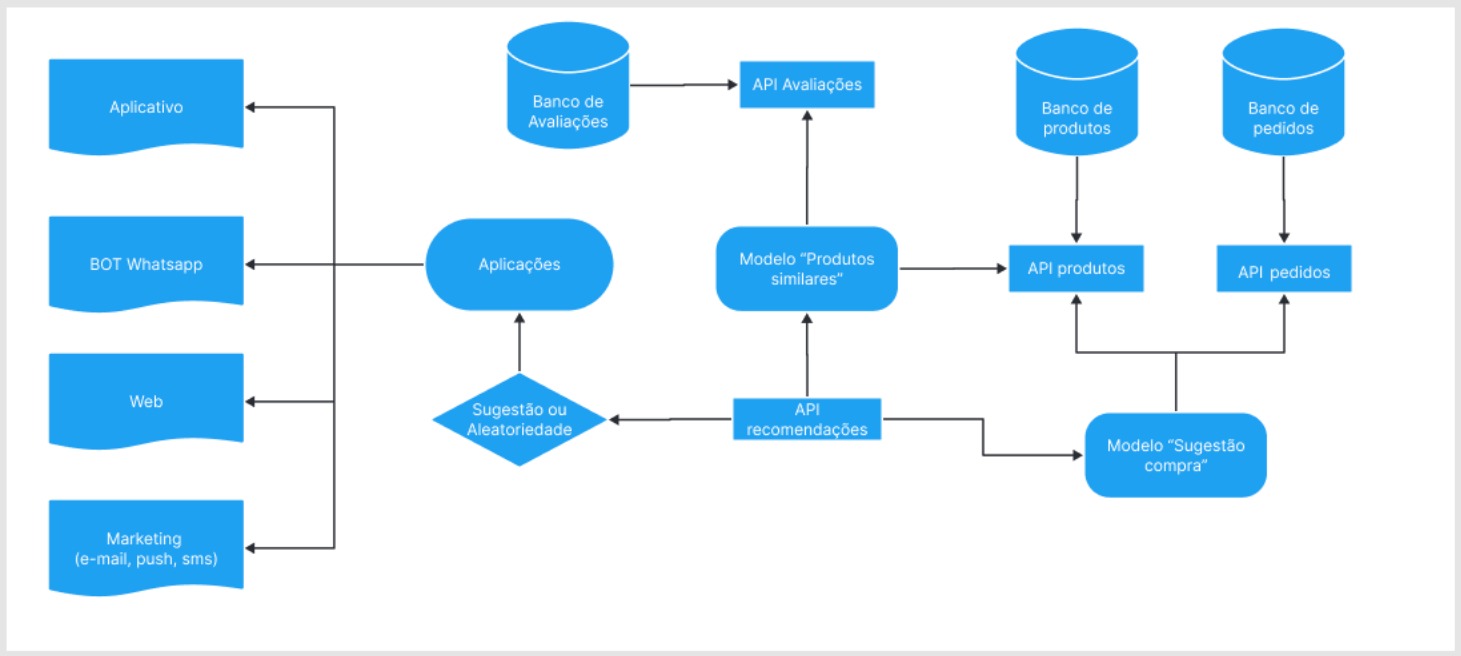 Aplicativo
BOT Whatsapp
Web
Marketing
(e-mail, push, sms)
Aplicações
Sugestão ou
Aleatoriedade
Banco de
Avaliações
API Avaliações
Modelo “Produtos
similares”
API
recomendações
Banco de
produtos
Banco de
pedidos
API produtos
API pedidos
Modelo “Sugestão
compra”